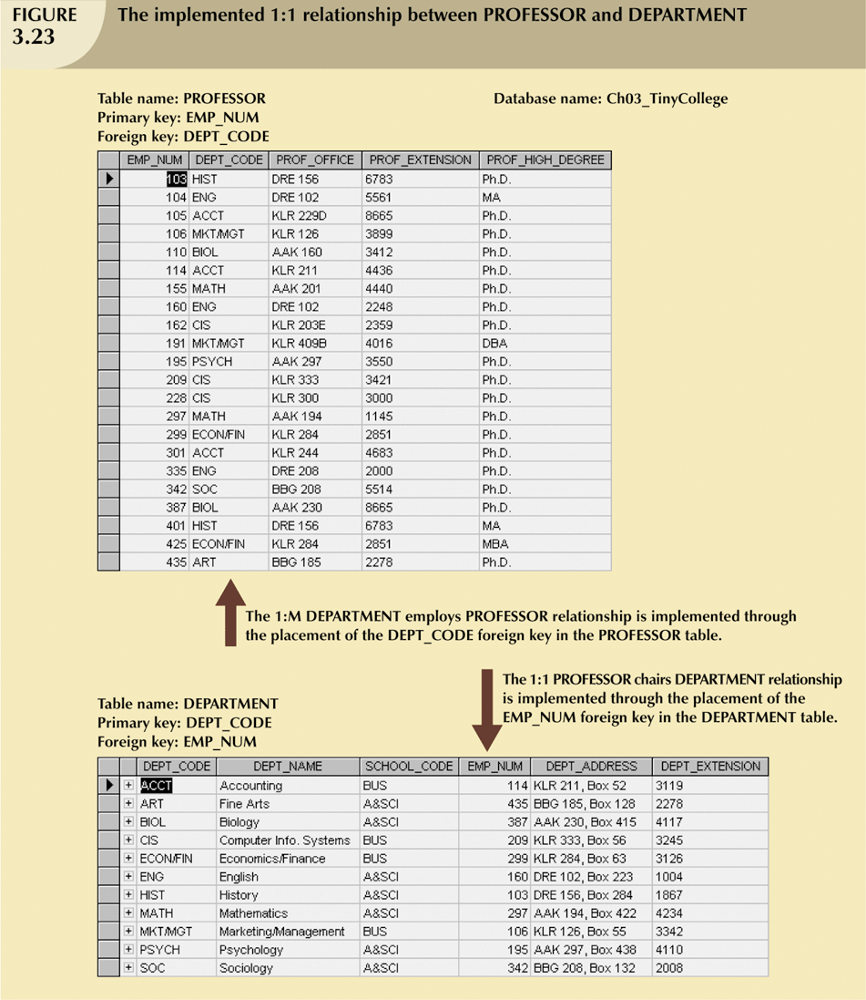 FIGURE 3.23
The implemented 1:1 relationship between PROFESSOR and DEPARTMENT
Table name: PROFESSOR
Database name: Ch03_TinyCollege
Primary key: EMP_NUM
Foreign key: DEPT_CODE
EMP_NUM DEPT_CODE PROF_OFFICE PROF_EXTENSION PROF_HIGH_DEGREE
103 HIST DRE 156 6783 Ph.D.
104 ENG DRE 102 5561 MA
105 ACCT KLR 229D 8665 Ph.D.
106 MKT/MGT KLR 126 3899 Ph.D.
110 BIOL AAK 160 3412 Ph.D.
114 ACCT KLR 211 4436 Ph.D.
155 MATH AAK 201 4440 Ph.D.
160 ENG DRE 102 2248 Ph.D.
162 CIS KLR 203E 2359 Ph.D.
191 MKT/MGT KLR 409B 4016 DBA
195 PSYCH AAK 297 3550 Ph.D.
209 CIS KLR 333 3421 Ph.D.
228 CIS KLR 300 3000 Ph.D.
297 MATH AAK 194 1145 Ph.D.
299 ECON/FIN KLR 284 2851 Ph.D.
301 ACCT KLR 244 4683 Ph.D.
335 ENG DRE 208 2000 Ph.D.
342 SOC BBG 208 5514 Ph.D.
387 BIOL AAK 230 8665 Ph.D.
401 HIST DRE 156 6783 MA
425 ECON/FIN KLR 284 2851 MBA
435 ART BBG 185 2278 Ph.D.
The 1:M DEPARTMENT employs PROFESSOR relationship is implemented through
the placement of the DEPT_CODE foreign key in the PROFESSOR table.
The 1:1 PROFESSOR chairs DEPARTMENT relationship
is implemented through the placement of the
EMP_NUM foreign key in the DEPARTMENT table.
Table name: DEPARTMENT
Primary key: DEPT_CODE
Foreign key: EMP_NUM
DEPT_CODE DEPT_NAME SCHOOL_CODE EMP_NUM DEPT_ADDRESS DEPT_EXTENSION
ACCT Accounting BUS 114 KLR 211, Box 52 3119
ART Fine Arts A&SCI 435 BBG 185, Box 128 2278
BIOL Biology A&SCI 387 AAK 230, Box 415 4117
CIS Computer Info. Systems BUS 209 KLR 333, Box 56 3245
ECON/FIN Economics/Finance BUS 299 KLR 284, Box 63 3126
ENG English A&SCI 160 DRE 102, Box 223 1004
HIST History A&SCI 103 DRE 156, Box 284 1867
MATH Mathematics A&SCI 297 AAK 194, Box 422 4234
MKT/MGT Marketing/Management BUS 106 KLR 126, Box 55 3342
PSYCH Psychology A&SCI 195 AAK 297, Box 438 4110
SOC Sociology A&SCI 342 BBG 208, Box 132 2008